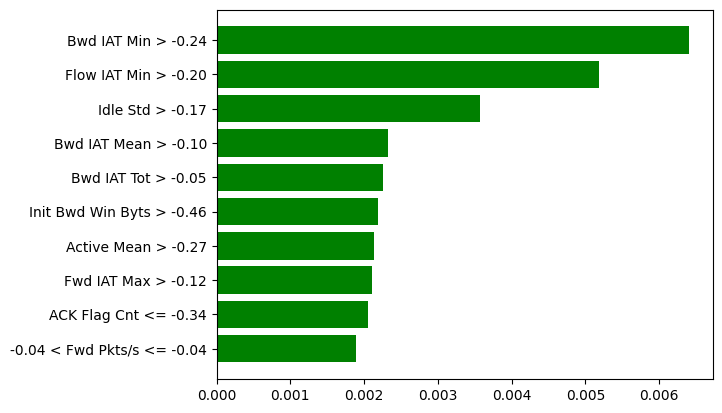 Bwd IAT Min > -0.24
Flow IAT Min > -0.20
Idle Std > -0.17
Bwd IAT Mean > -0.10
Bwd IAT Tot > -0.05
Init Bwd Win Byts > -0.46
Active Mean > -0.27
Fwd IAT Max > -0.12
ACK Flag Cnt <= -0.34
-0.04 < Fwd Pkts/s <= -0.04
0.000 0.001 0.002 0.003 0.004 0.005 0.006